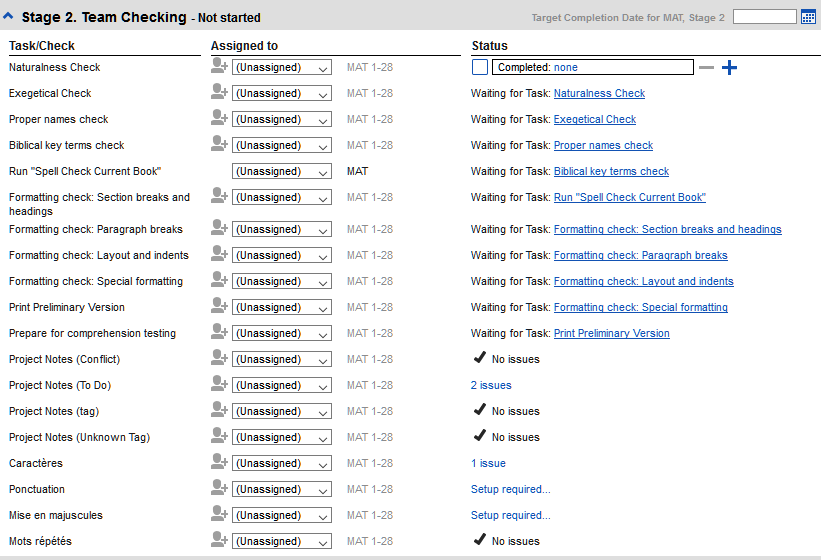 Stage 2. Team Checking - Not started Target Completion Date for MAT, Stage 2
Task/Check Assigned to Status
Naturalness Check (Unassigned) MAT 1-28 Completed: none
Exegetical Check (Unassigned) MAT 1-28 Waiting for Task: Naturalness Check
Proper names check (Unassigned) MAT 1-28 Waiting for Task: Exegetical Check
Biblical key terms check (Unassigned) MAT 1-28 Waiting for Task: Proper names check
Run "Spell Check Current Book" (Unassigned) MAT Waiting for Task: Biblical key terms check
Formatting check: Section breaks and (Unassigned) MAT 1-28 Waiting for Task: Run "Spell Check Current Book"
headings
Formatting check: Paragraph breaks (Unassigned) MAT 1-28 Waiting for Task: Formatting check: Section breaks and headings
Formatting check: Layout and indents (Unassigned) MAT 1-28 Waiting for Task: Formatting check: Paragraph breaks
Formatting check: Special formatting (Unassigned) MAT 1-28 Waiting for Task: Formatting check: Layout and indents
Print Preliminary Version (Unassigned) MAT 1-28 Waiting for Task: Formatting check: Special formatting
Prepare for comprehension testing (Unassigned) MAT 1-28 Waiting for Task: Print Preliminary Version
Project Notes (Conflict) (Unassigned) MAT 1-28 No issues
Project Notes (To Do) (Unassigned) MAT 1-28 2 issues
Project Notes (tag) (Unassigned) MAT 1-28 No issues
Project Notes (Unknown Tag) (Unassigned) MAT 1-28 No issues
Caractères (Unassigned) MAT 1-28 1 issue
Ponctuation (Unassigned) MAT 1-28 Setup required...
Mise en majuscules (Unassigned) MAT 1-28 Setup required...
Mots répétés (Unassigned) MAT 1-28 No issues